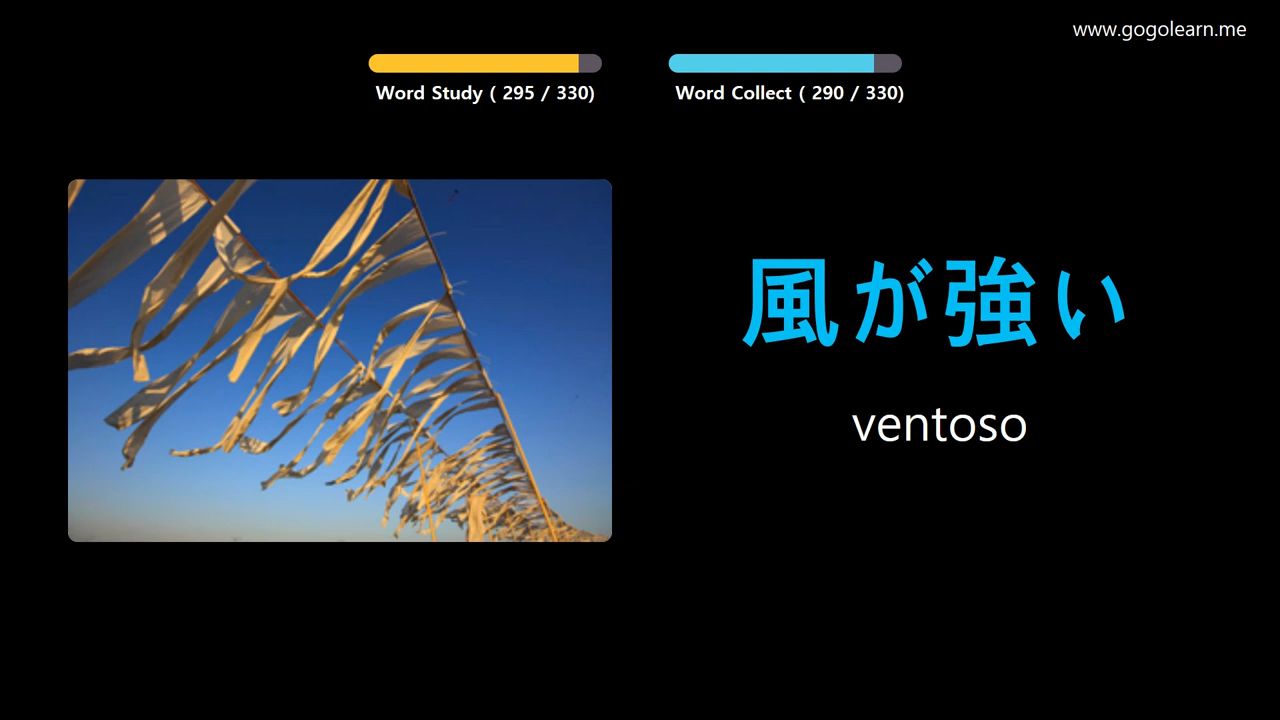 www.gogolearn.me
Word Study ( 295 / 330)
Word Collect ( 290 / 330)
風が強い
ventoso